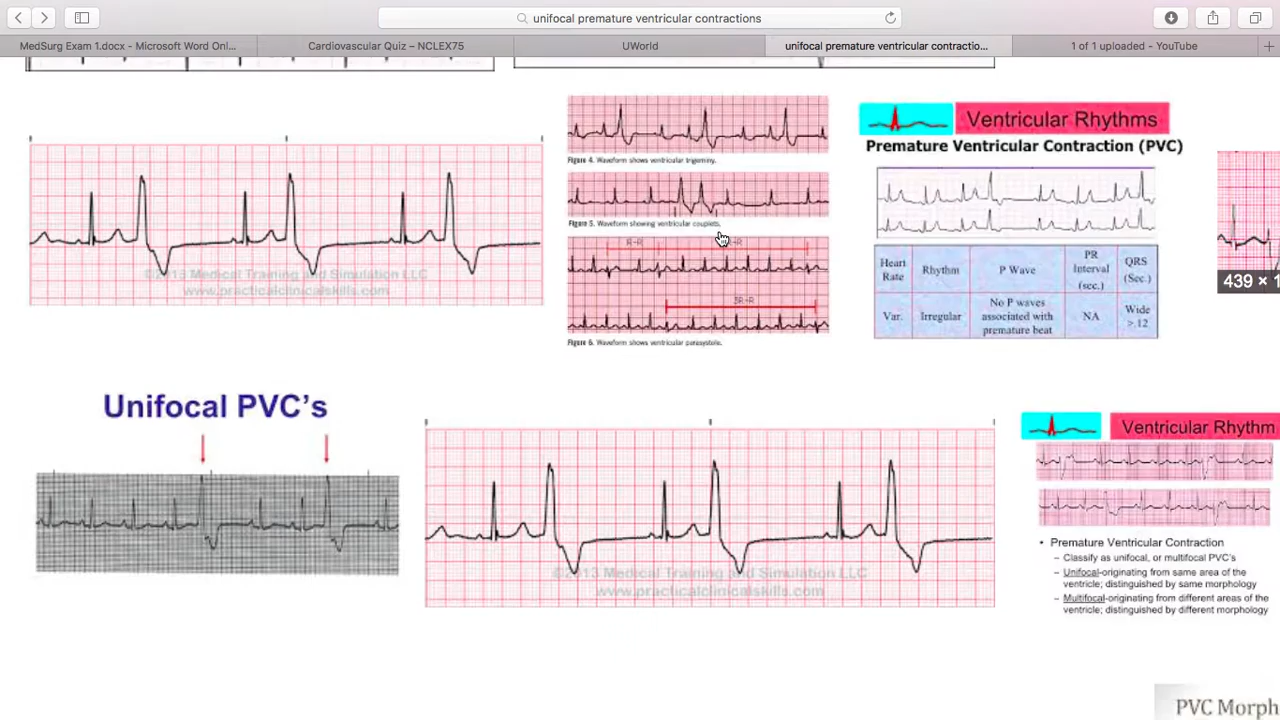 unifocal premature ventricular contractions
MedSurg Exam 1.docx - Microsoft Word Onl...
Cardiovascular Quiz – NCLEX75
UWorld
unifocal premature ventricular contractio...
1 of 1 uploaded - YouTube
©2013 Medical Training and Simulation LLC
www.practicalclinicalskills.com
Figure 4. Waveform shows ventricular trigeminy.
Figure 5. Waveform showing ventricular couplets.
R-R
R-R
3R-R
Figure 6. Waveform shows ventricular parasystole.
Ventricular Rhythms
Premature Ventricular Contraction (PVC)
Heart Rate
Rhythm
P Wave
PR Interval (sec.)
QRS (Sec.)
Var.
Irregular
No P waves associated with premature beat
NA
Wide >.12
439 × 1
Unifocal PVC's
©2013 Medical Training and Simulation LLC
www.practicalclinicalskills.com
Ventricular Rhythm
• Premature Ventricular Contraction
– Classify as unifocal, or multifocal PVC's
– Unifocal-originating from same area of the
ventricle; distinguished by same morphology
– Multifocal-originating from different areas of the
ventricle; distinguished by different morphology
PVC Morph